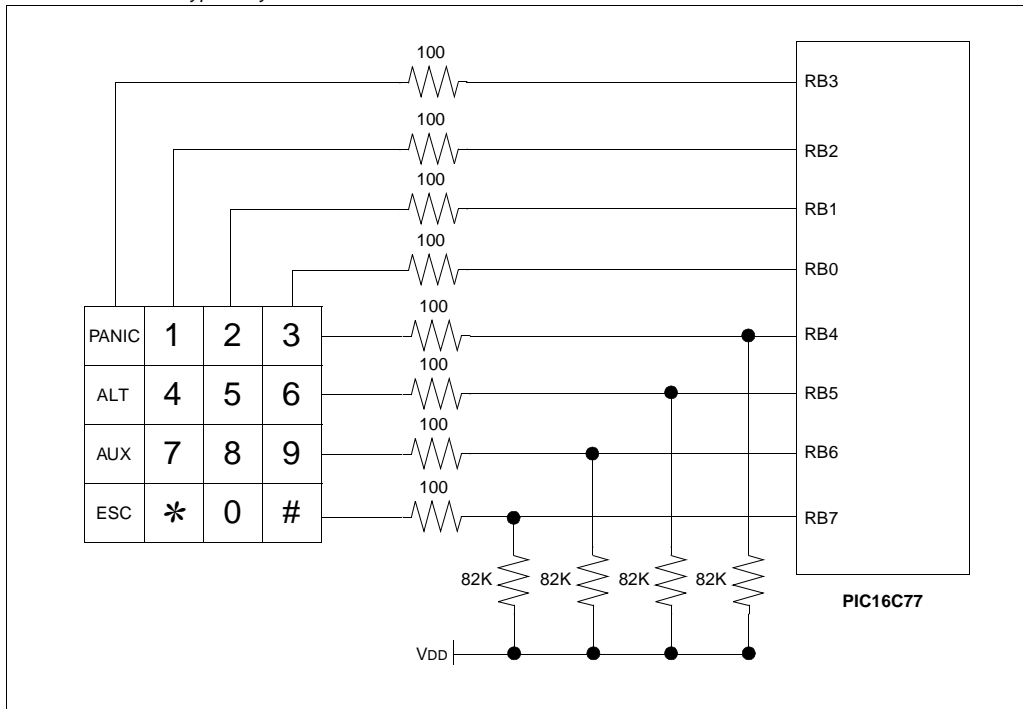 100
RB3
100
RB2
100
RB1
100
RB0
100
PANIC 1 2 3
RB4
100
ALT 4 5 6
RB5
100
AUX 7 8 9
RB6
100
ESC * 0 #
RB7
82K 82K 82K 82K
PIC16C77
VDD